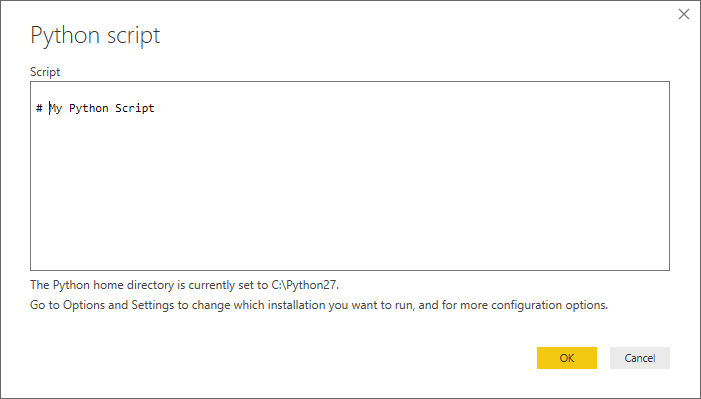 Python script
Script
# My Python Script
The Python home directory is currently set to C:\Python27.
Go to Options and Settings to change which installation you want to run, and for more configuration options.
OK
Cancel